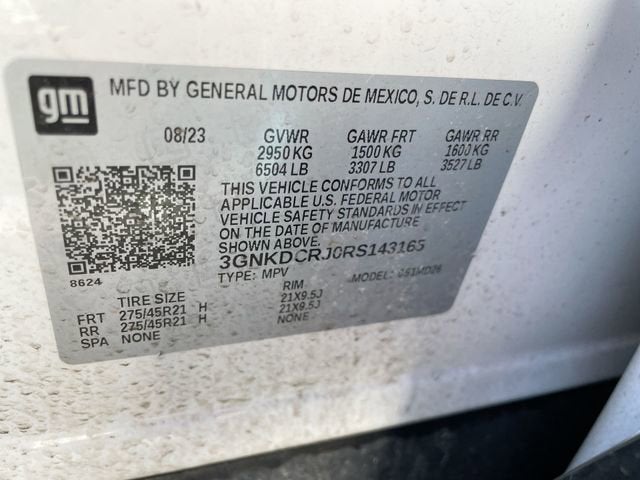 gm
MFD BY GENERAL MOTORS DE MEXICO, S. DE R.L. DE C.V.
08/23 GVWR GAWR FRT GAWR RR
2950 KG 1500 KG 1600 KG
6504 LB 3307 LB 3527 LB
THIS VEHICLE CONFORMS TO ALL
APPLICABLE U.S. FEDERAL MOTOR
VEHICLE SAFETY STANDARDS IN EFFECT
ON THE DATE OF MANUFACTURE
SHOWN ABOVE.
3GNKDCRJ0RS143165
8624 TYPE: MPV MODEL:
TIRE SIZE RIM
FRT 275/45R21 H 21X9.5J
RR 275/45R21 H 21X9.5J
SPA NONE NONE